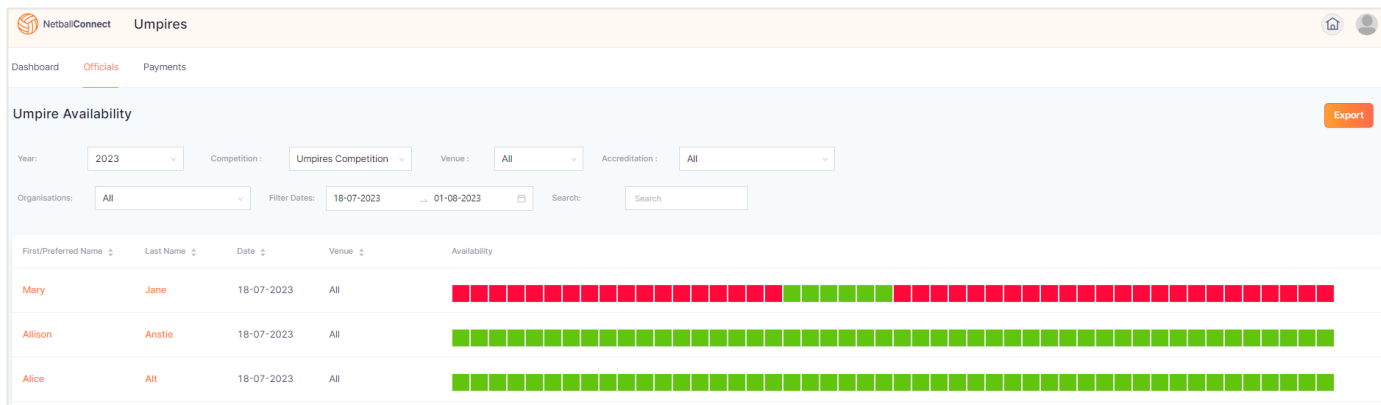 NetballConnect Umpires
Dashboard Officials Payments
Umpire Availability Export
Year: 2023 Competition : Umpires Competition Venue : All Accreditation : All
Organisations: All Filter Dates: 18-07-2023 → 01-08-2023 Search: Search
First/Preferred Name Last Name Date Venue Availability
Mary Jane 18-07-2023 All
Allison Anstie 18-07-2023 All
Alice Alt 18-07-2023 All